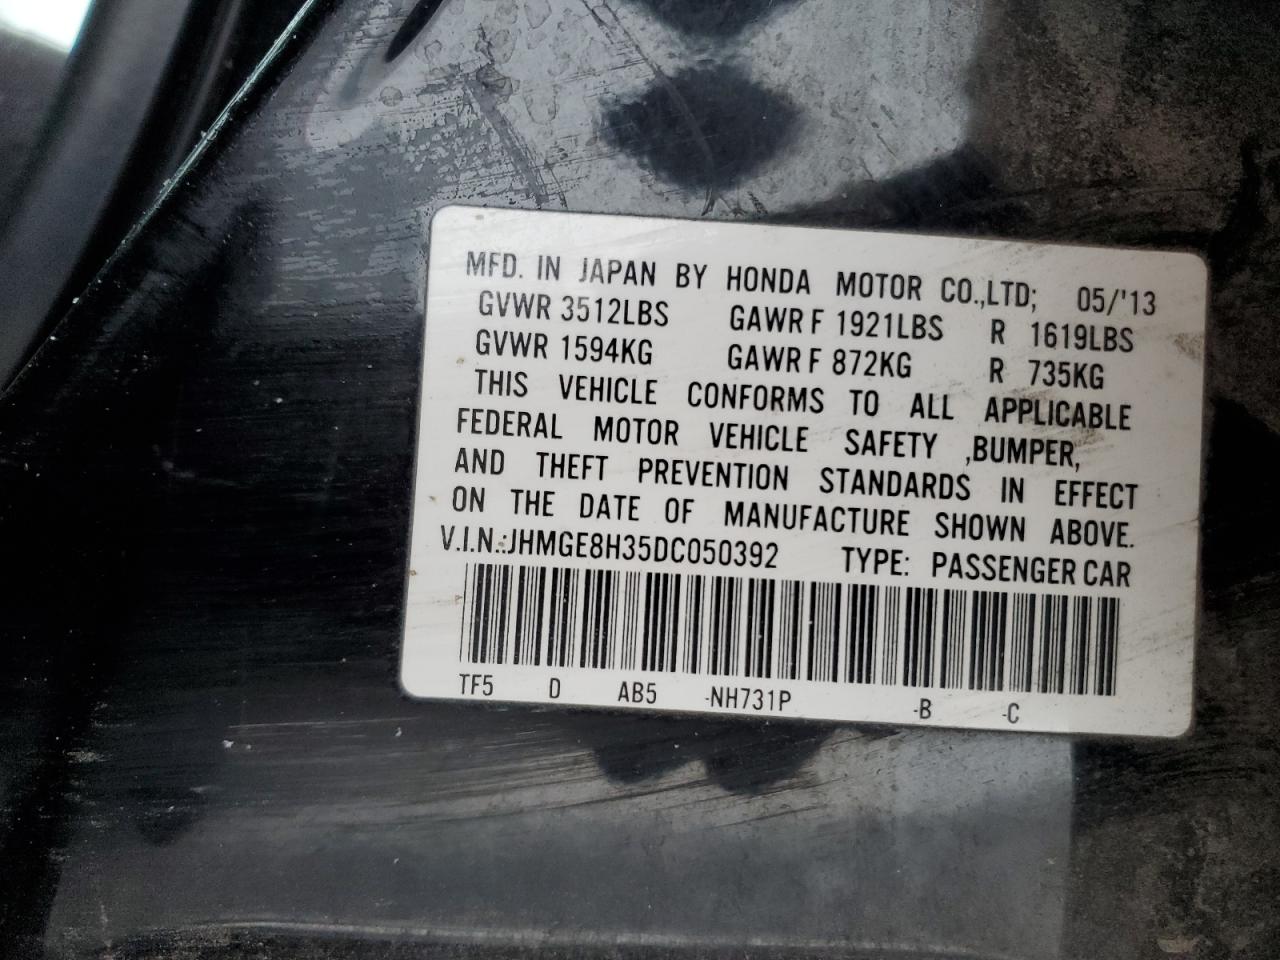 MFD. IN JAPAN BY HONDA MOTOR CO.,LTD; 05/'13
GVWR 3512LBS GAWR F 1921LBS R 1619LBS
GVWR 1594KG GAWR F 872KG R 735KG
THIS VEHICLE CONFORMS TO ALL APPLICABLE
FEDERAL MOTOR VEHICLE SAFETY ,BUMPER,
AND THEFT PREVENTION STANDARDS IN EFFECT
ON THE DATE OF MANUFACTURE SHOWN ABOVE.
V.I.N.:JHMGE8H35DC050392 TYPE: PASSENGER CAR
TF5 D AB5 -NH731P -B -C